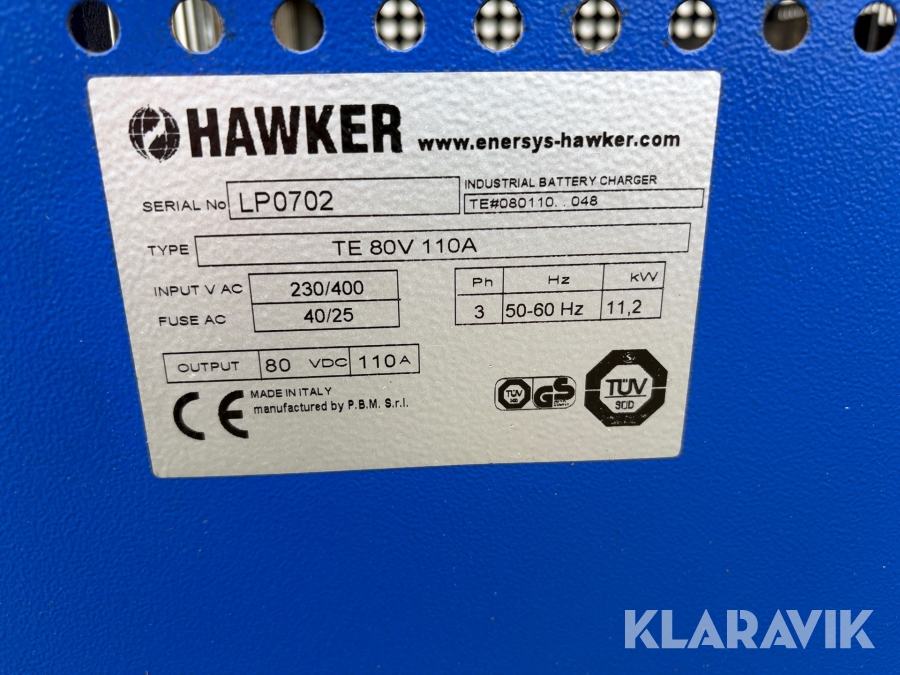 HAWKER www.enersys-hawker.com
INDUSTRIAL BATTERY CHARGER
SERIAL No LP0702 TE#080110. . 048
TYPE TE 80V 110A
INPUT V AC 230/400 Ph Hz kW
FUSE AC 40/25 3 50-60 Hz 11,2
OUTPUT 80 VDC 110 A
CE MADE IN ITALY
manufactured by P.B.M. S.r.l.
TÜV GS TÜV
SÜD
KLARAVIK